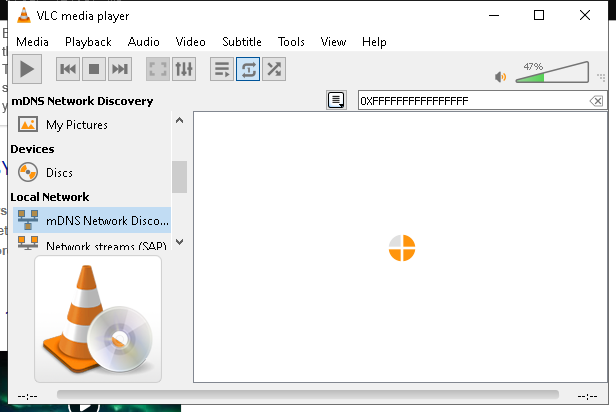 VLC media player
Media Playback Audio Video Subtitle Tools View Help
47%
mDNS Network Discovery
0XFFFFFFFFFFFFFFFF
My Pictures
Devices
Discs
Local Network
mDNS Network Disco...
Network streams (SAP)
--:--
--:--